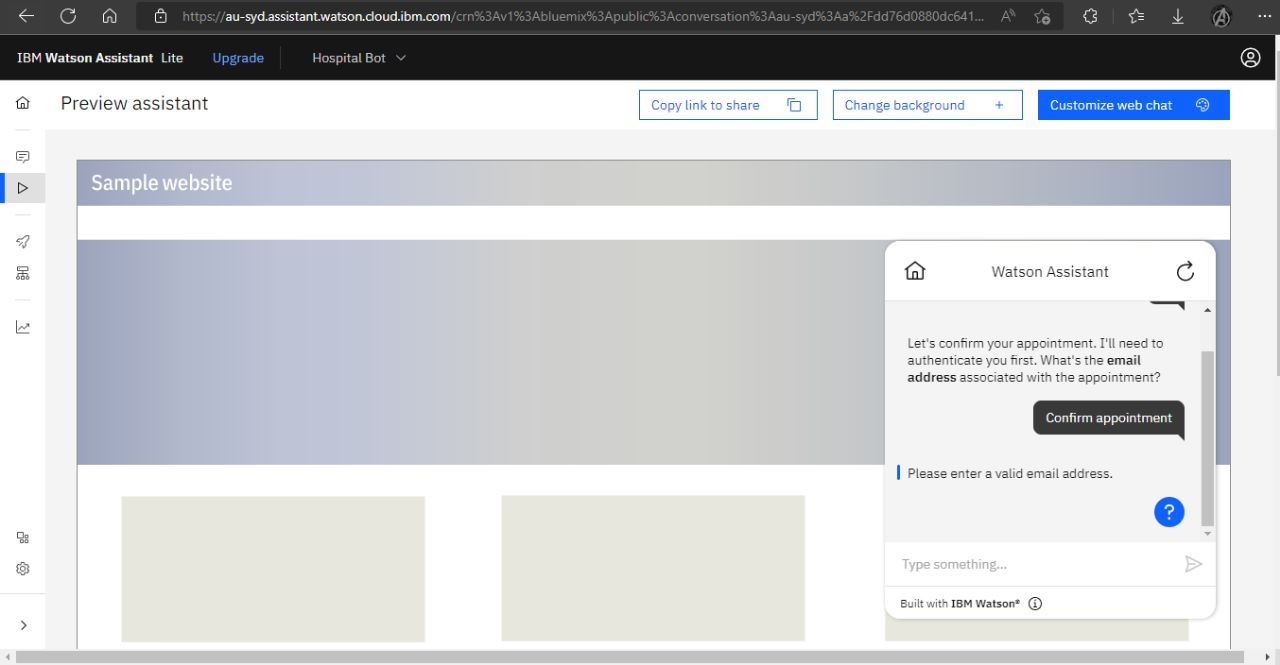 https://au-syd.assistant.watson.cloud.ibm.com/crn%3Av1%3Abluemix%3Apublic%3Aconversation%3Aau-syd%3Aa%2Fdd76d0880dc641...
IBM Watson Assistant Lite Upgrade Hospital Bot
Preview assistant Copy link to share Change background + Customize web chat
Sample website
Watson Assistant
Let's confirm your appointment. I'll need to
authenticate you first. What's the email
address associated with the appointment?
Confirm appointment
Please enter a valid email address.
?
Type something...
Built with IBM Watson®